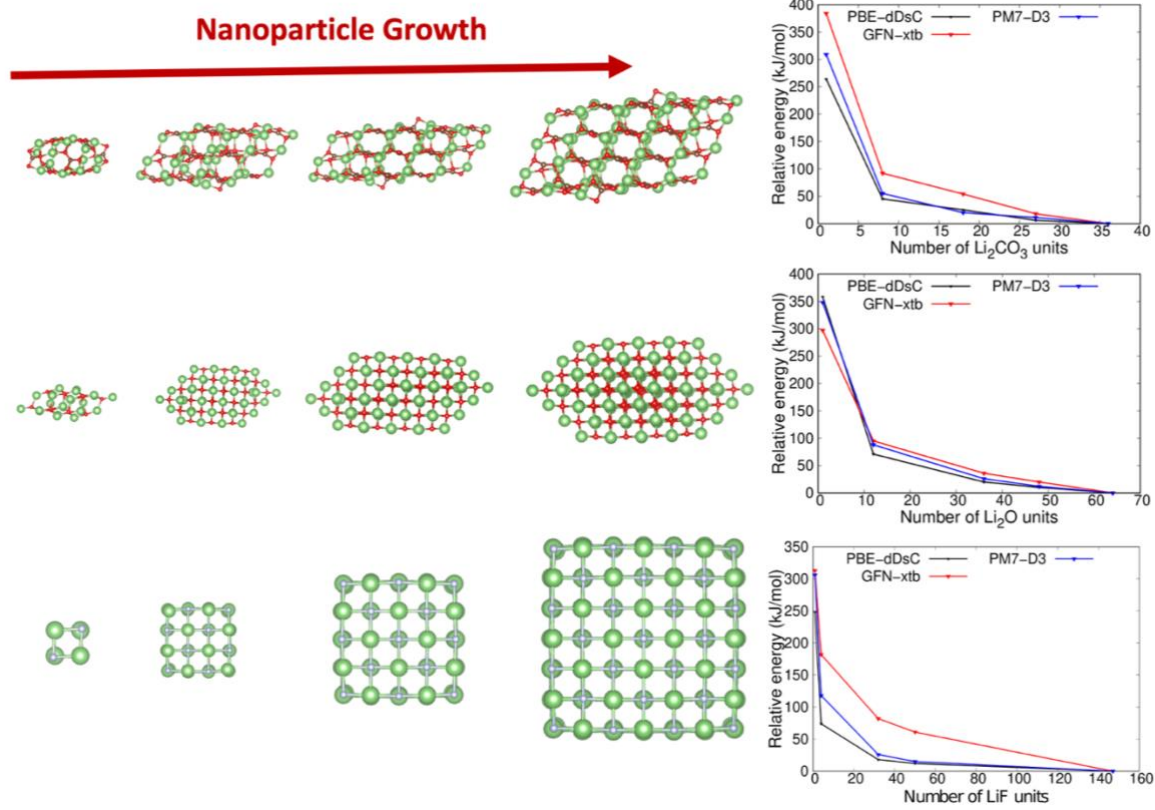 Nanoparticle Growth
PBE-dDsC
PM7-D3
GFN-xtb
400
350
300
250
200
150
100
50
0
Relative energy (kJ/mol)
0 5 10 15 20 25 30 35 40
Number of Li₂CO₃ units
PBE-dDsC
PM7-D3
GFN-xtb
400
350
300
250
200
150
100
50
0
Relative energy (kJ/mol)
0 10 20 30 40 50 60 70
Number of Li₂O units
PBE-dDsC
PM7-D3
GFN-xtb
350
300
250
200
150
100
50
0
Relative energy (kJ/mol)
0 20 40 60 80 100 120 140 160
Number of LiF units